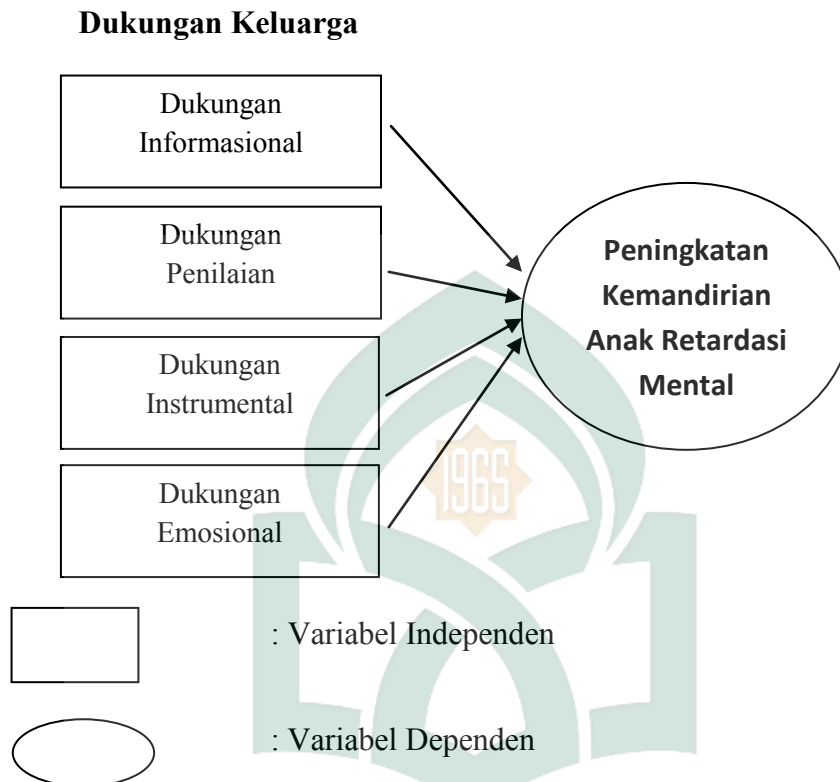 Dukungan Keluarga
Dukungan
Informasional
Dukungan
Penilaian
Dukungan
Instrumental
Dukungan
Emosional
Peningkatan
Kemandirian
Anak Retardasi
Mental
1965
: Variabel Independen
: Variabel Dependen